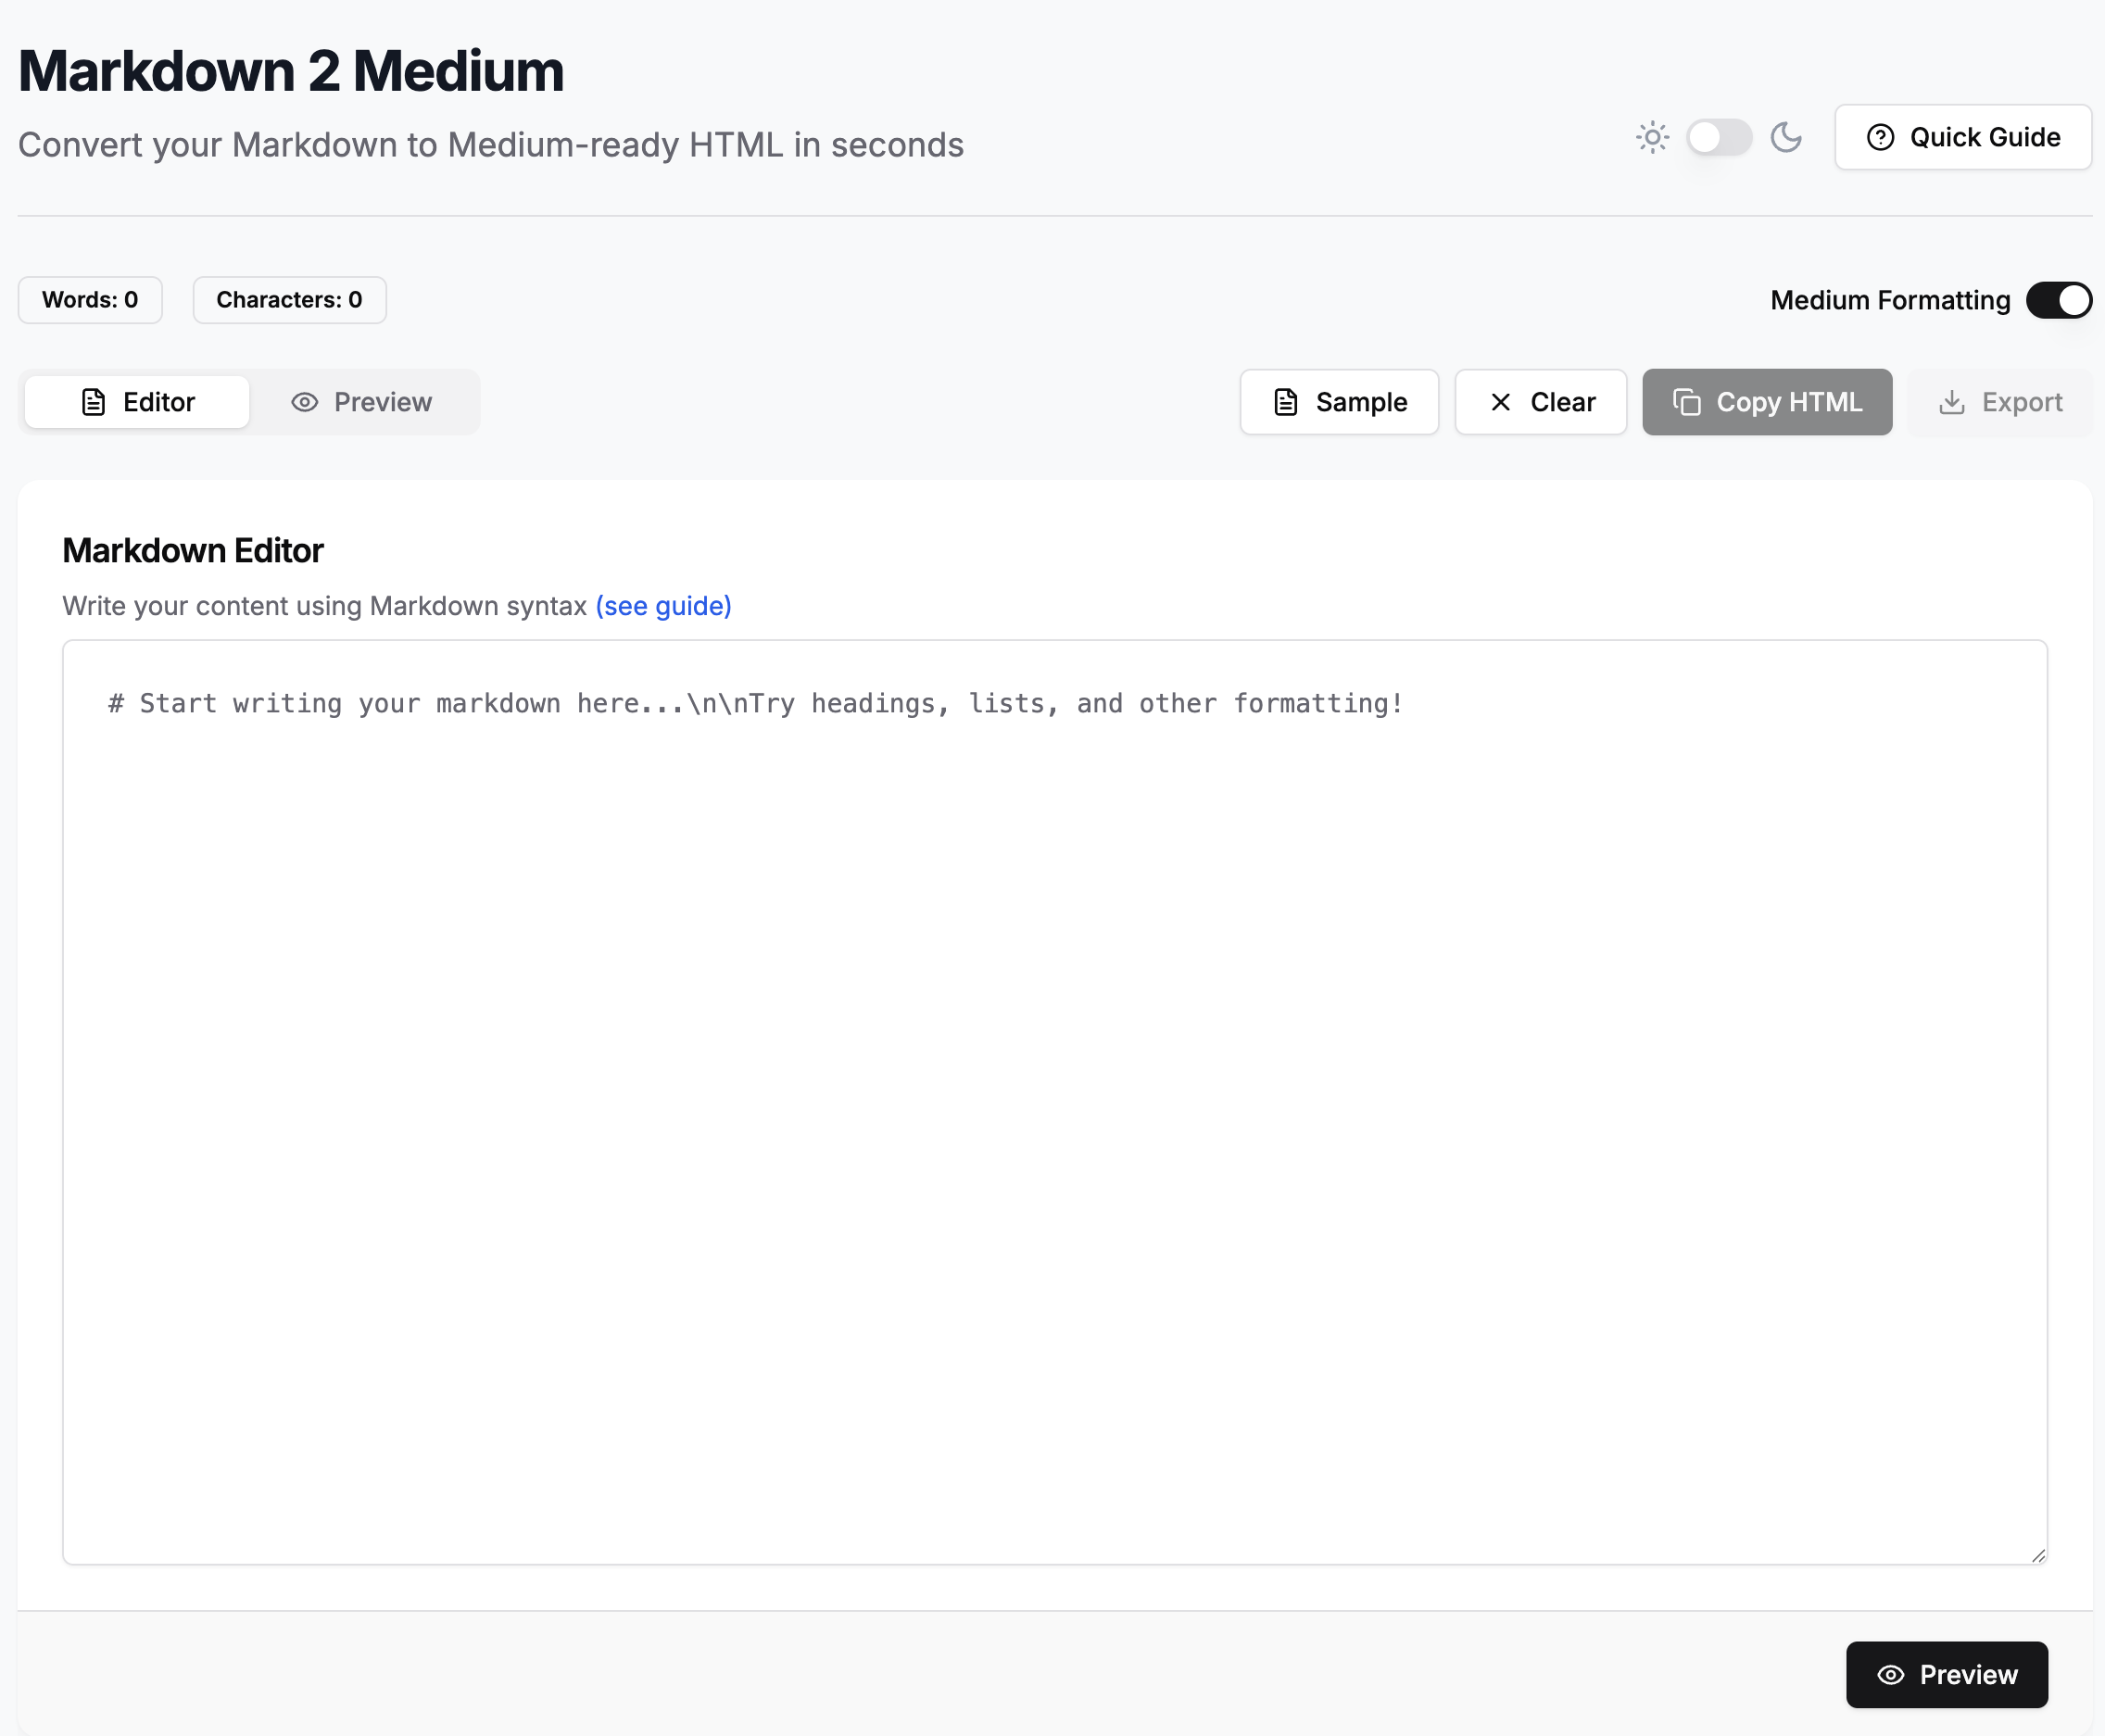 Markdown 2 Medium
Convert your Markdown to Medium-ready HTML in seconds
Quick Guide
Words: 0
Characters: 0
Medium Formatting
Editor
Preview
Sample
Clear
Copy HTML
Export
Markdown Editor
Write your content using Markdown syntax (see guide)
# Start writing your markdown here...\n\nTry headings, lists, and other formatting!
Preview